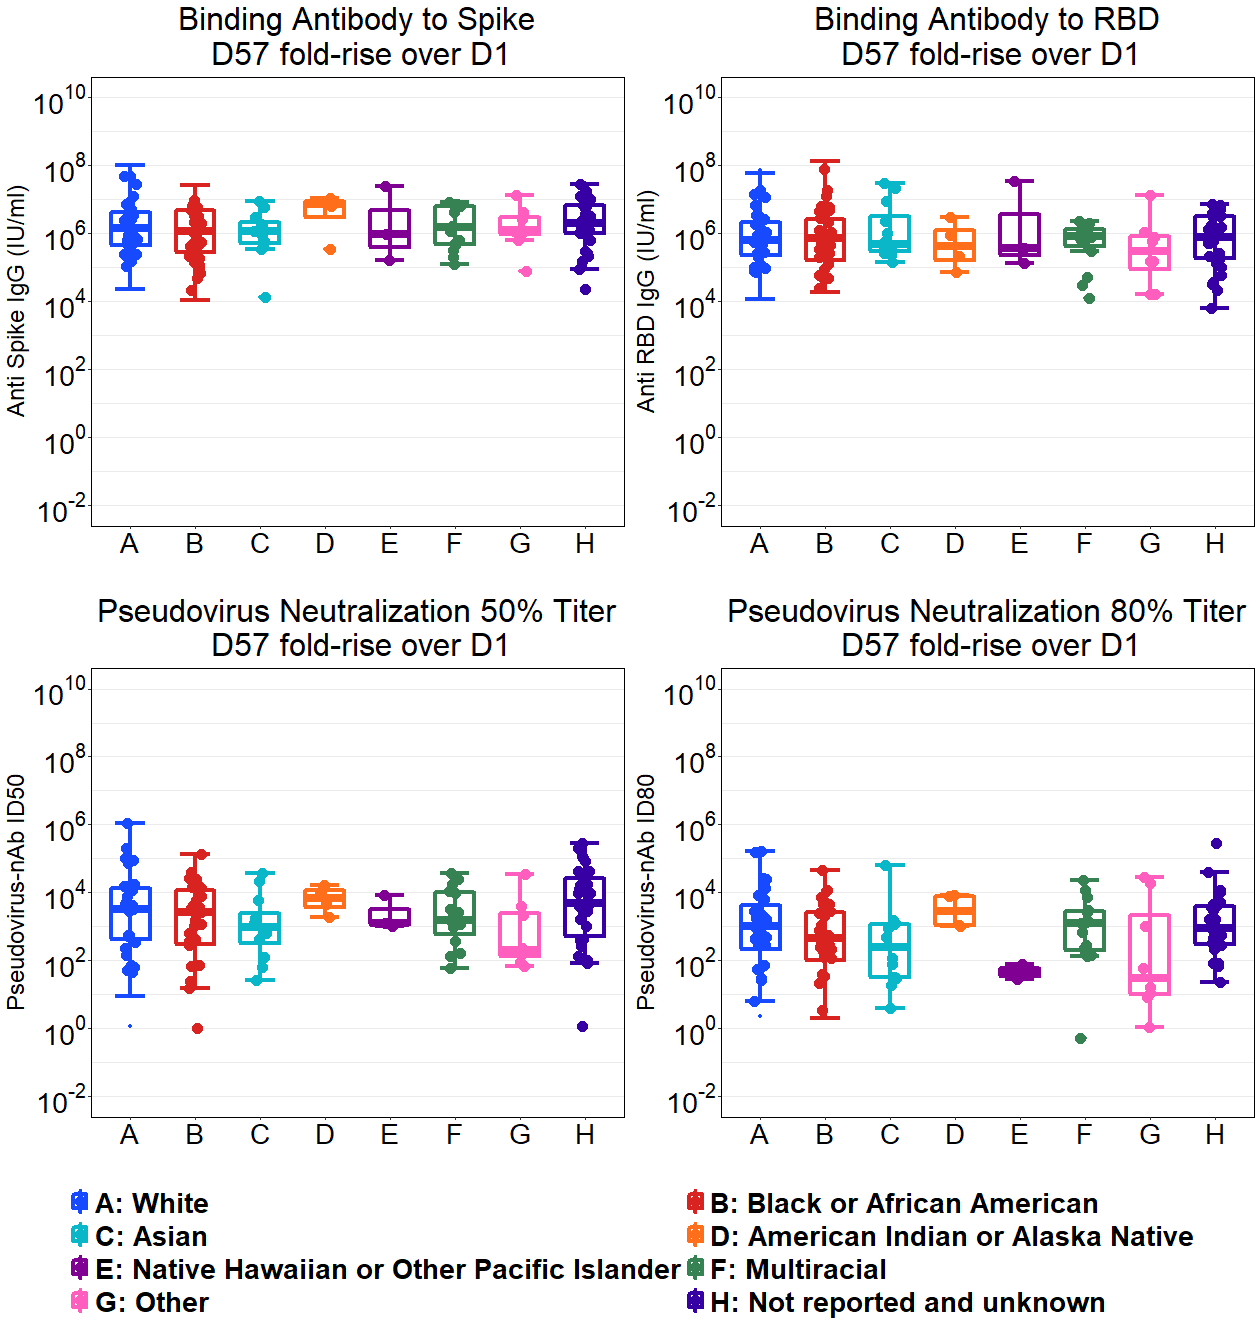 Binding Antibody to Spike
D57 fold-rise over D1
Anti Spike IgG (IU/ml)
10^10
10^8
10^6
10^4
10^2
10^0
10^-2
A B C D E F G H
Binding Antibody to RBD
D57 fold-rise over D1
Anti RBD IgG (IU/ml)
10^10
10^8
10^6
10^4
10^2
10^0
10^-2
A B C D E F G H
Pseudovirus Neutralization 50% Titer
D57 fold-rise over D1
Pseudovirus-nAb ID50
10^10
10^8
10^6
10^4
10^2
10^0
10^-2
A B C D E F G H
Pseudovirus Neutralization 80% Titer
D57 fold-rise over D1
Pseudovirus-nAb ID80
10^10
10^8
10^6
10^4
10^2
10^0
10^-2
A B C D E F G H
A: White
B: Black or African American
C: Asian
D: American Indian or Alaska Native
E: Native Hawaiian or Other Pacific Islander
F: Multiracial
G: Other
H: Not reported and unknown